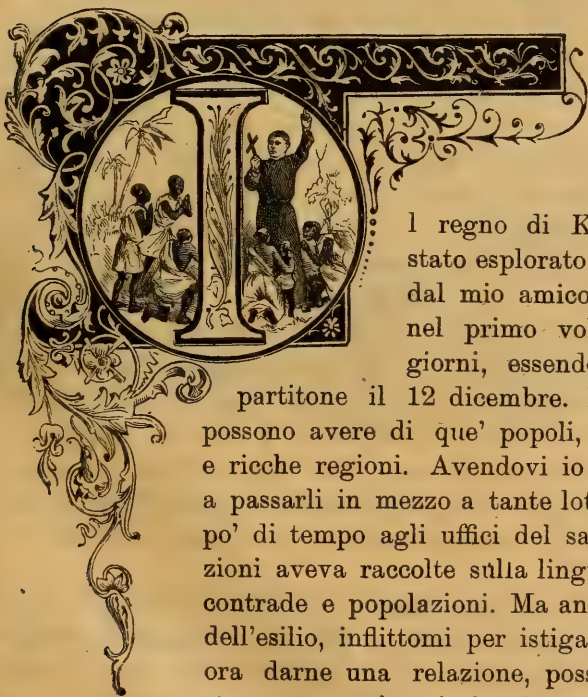 Il regno di K
stato esplorato
dal mio amico
nel primo vo
giorni, essend
partitone il 12 dicembre.
possono avere di que' popoli,
e ricche regioni. Avendovi io
a passarli in mezzo a tante lot
po' di tempo agli uffici del sa
zioni aveva raccolte sulla ling
contrade e popolazioni. Ma an
dell'esilio, inflittomi per istiga
ora darne una relazione, poss